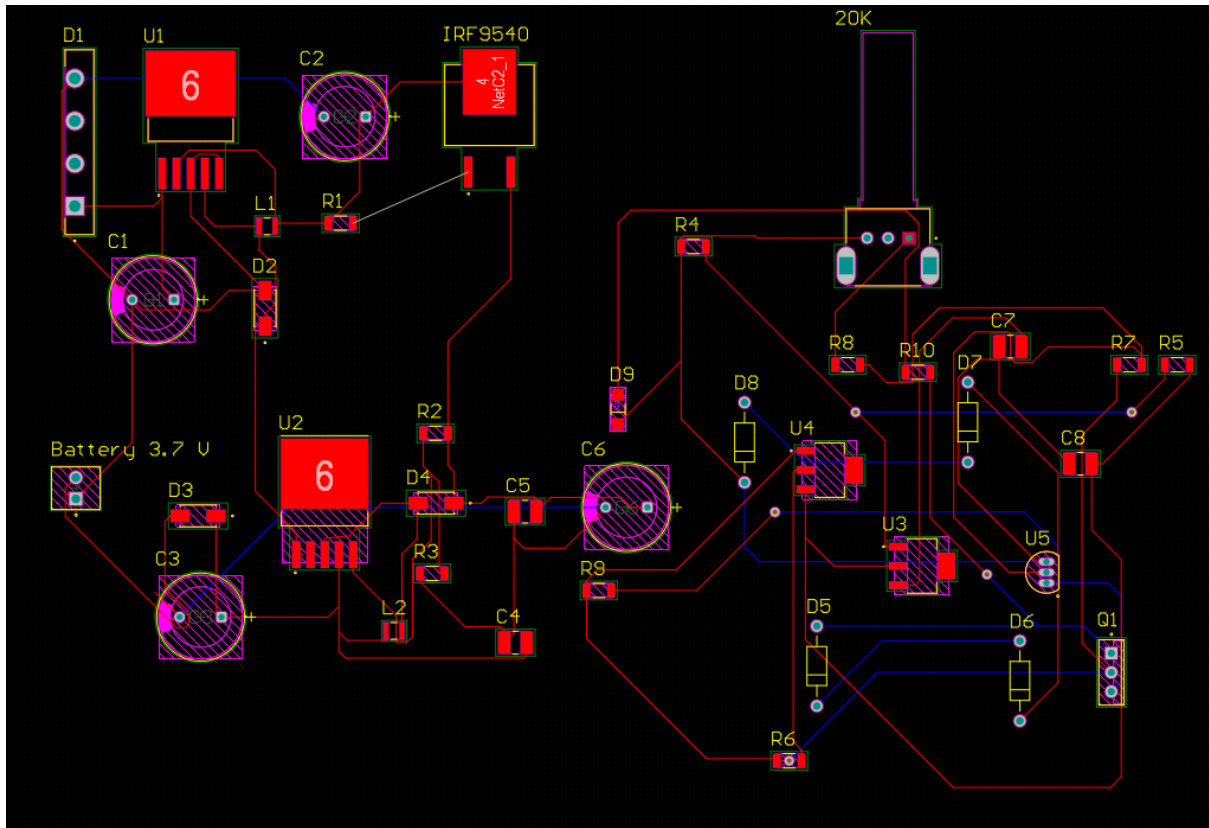 20K
D1
U1
IRF9540
C2
6
4
NetC2_1
+
L1
R1
R4
C1
D2
+
C7
R8
R10
D7
R7
R5
D9
D8
R2
U2
U4
Battery 3.7 V
6
C6
C8
D4
C5
D3
+
U3
U5
R3
R9
C3
+
L2
C4
D5
D6
Q1
R6